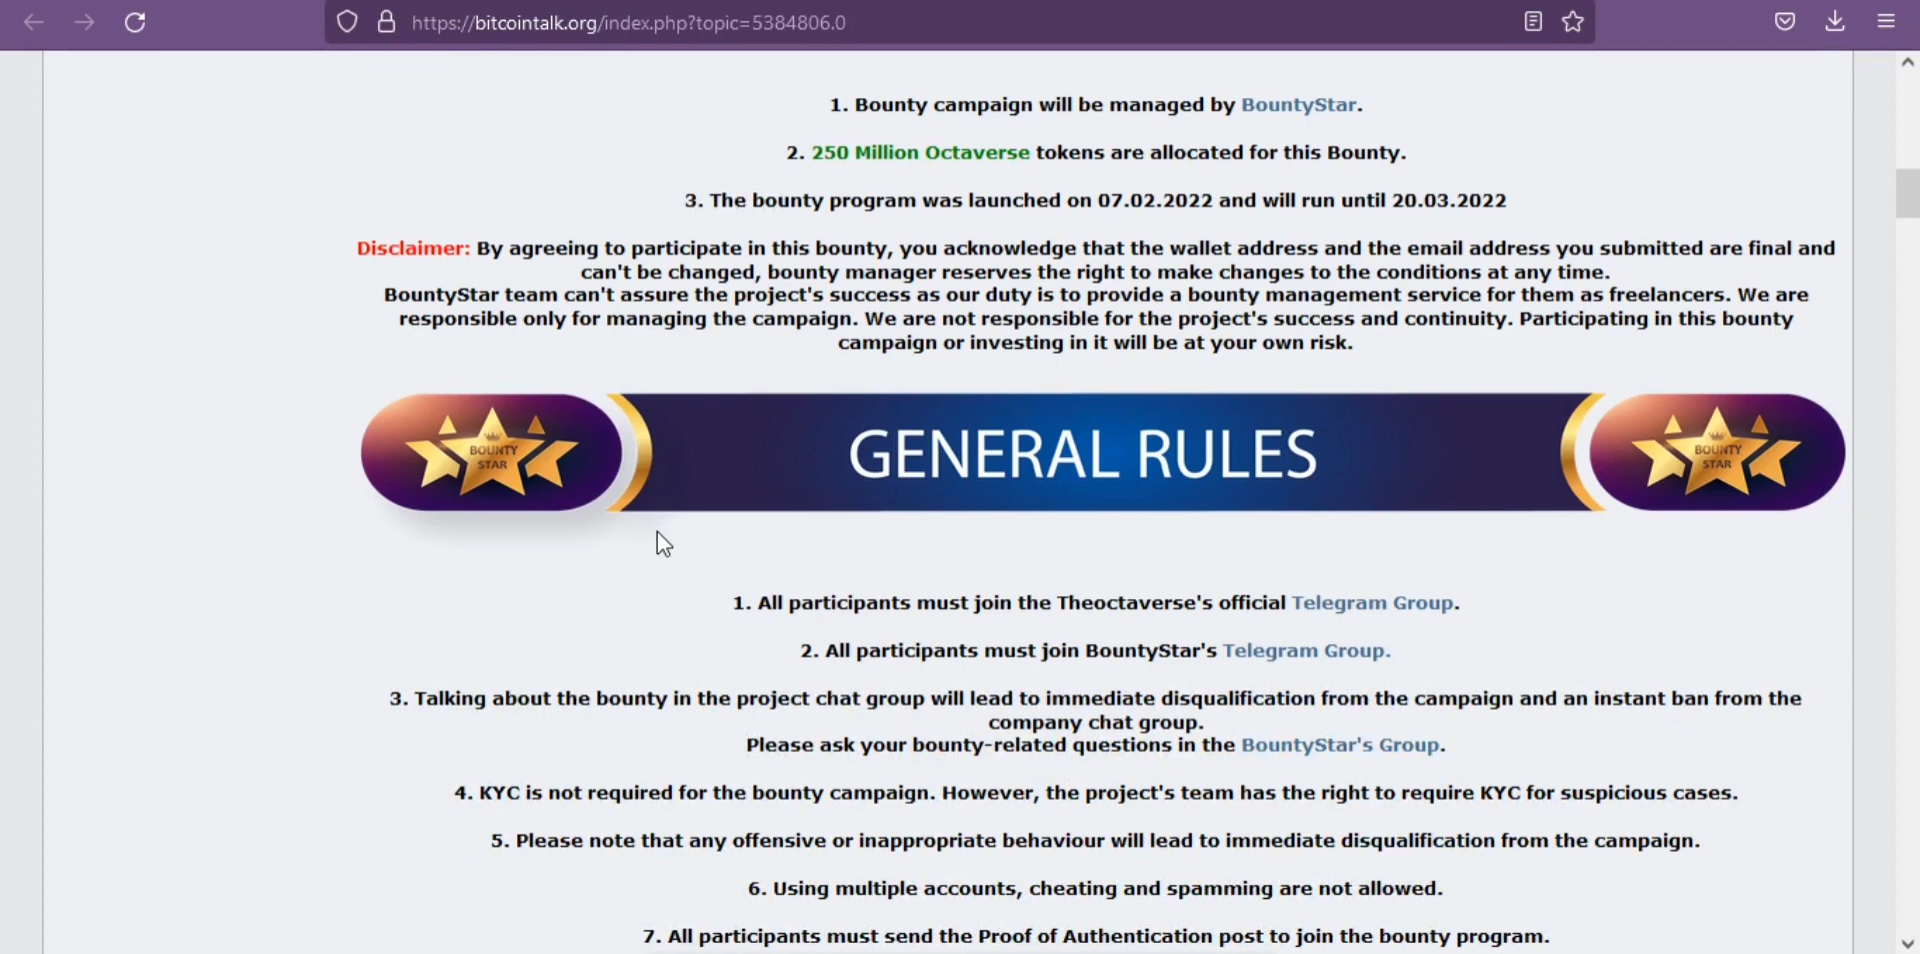 https://bitcointalk.org/index.php?topic=5384806.0
1. Bounty campaign will be managed by BountyStar.
2. 250 Million Octaverse tokens are allocated for this Bounty.
3. The bounty program was launched on 07.02.2022 and will run until 20.03.2022
Disclaimer: By agreeing to participate in this bounty, you acknowledge that the wallet address and the email address you submitted are final and
can't be changed, bounty manager reserves the right to make changes to the conditions at any time.
BountyStar team can't assure the project's success as our duty is to provide a bounty management service for them as freelancers. We are
responsible only for managing the campaign. We are not responsible for the project's success and continuity. Participating in this bounty
campaign or investing in it will be at your own risk.
BOUNTY
STAR
GENERAL RULES
BOUNTY
STAR
1. All participants must join the Theoctaverse's official Telegram Group.
2. All participants must join BountyStar's Telegram Group.
3. Talking about the bounty in the project chat group will lead to immediate disqualification from the campaign and an instant ban from the
company chat group.
Please ask your bounty-related questions in the BountyStar's Group.
4. KYC is not required for the bounty campaign. However, the project's team has the right to require KYC for suspicious cases.
5. Please note that any offensive or inappropriate behaviour will lead to immediate disqualification from the campaign.
6. Using multiple accounts, cheating and spamming are not allowed.
7. All participants must send the Proof of Authentication post to join the bounty program.